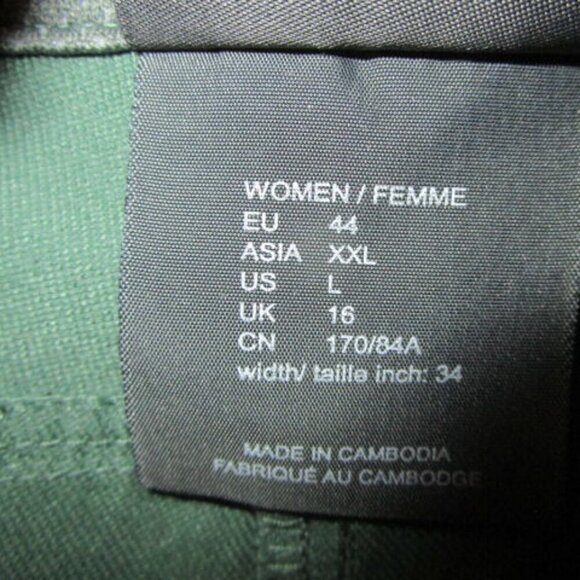 WOMEN / FEMME
EU 44
ASIA XXL
US L
UK 16
CN 170/84A
width/ taille inch: 34
MADE IN CAMBODIA
FABRIQUÉ AU CAMBODGE